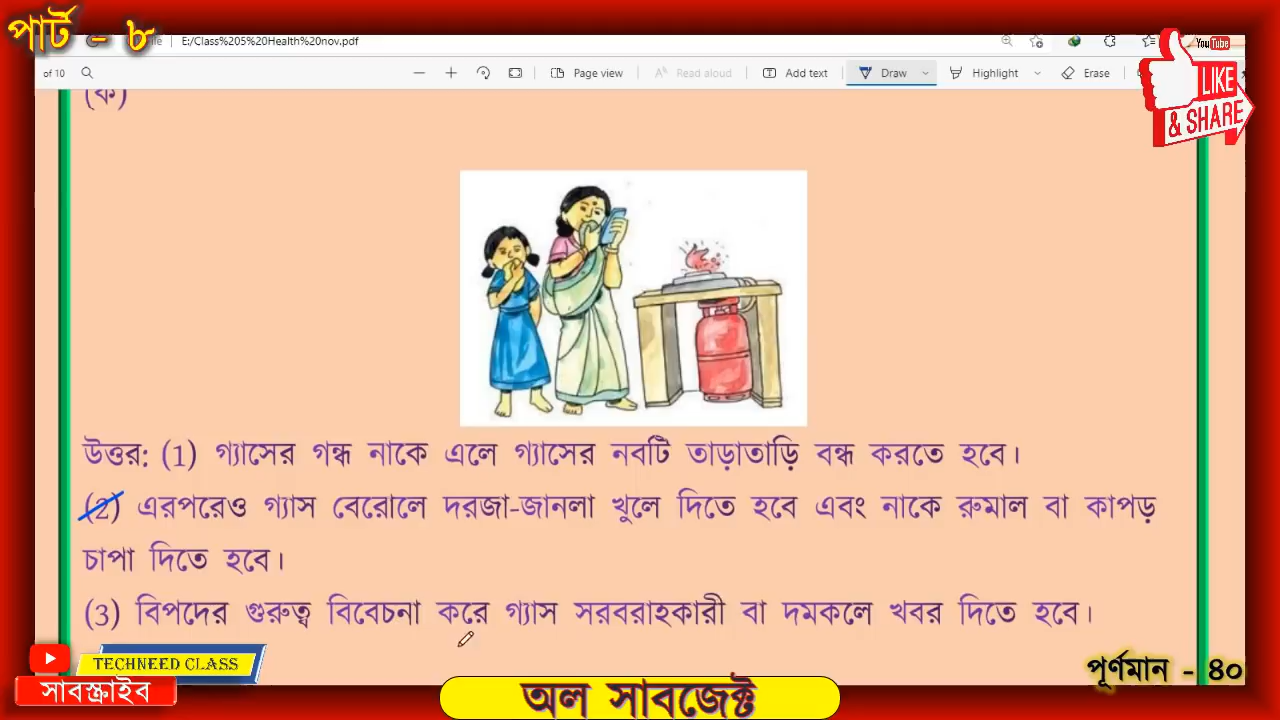 পার্ট - ৮
E:/Class%205%20Health%20nov.pdf
YouTube
of 10
Page view
Read aloud
Add text
Draw
Highlight
Erase
LIKE
& SHARE
(ক)
উত্তর: (1) গ্যাসের গন্ধ নাকে এলে গ্যাসের নবটি তাড়াতাড়ি বন্ধ করতে হবে।
(2) এরপরেও গ্যাস বেরোলে দরজা-জানলা খুলে দিতে হবে এবং নাকে রুমাল বা কাপড়
চাপা দিতে হবে।
(3) বিপদের গুরুত্ব বিবেচনা করে গ্যাস সরবরাহকারী বা দমকলে খবর দিতে হবে।
TECHNEED CLASS
সাবস্ক্রাইব
পূর্ণমান - ৪০
অল সাবজেক্ট